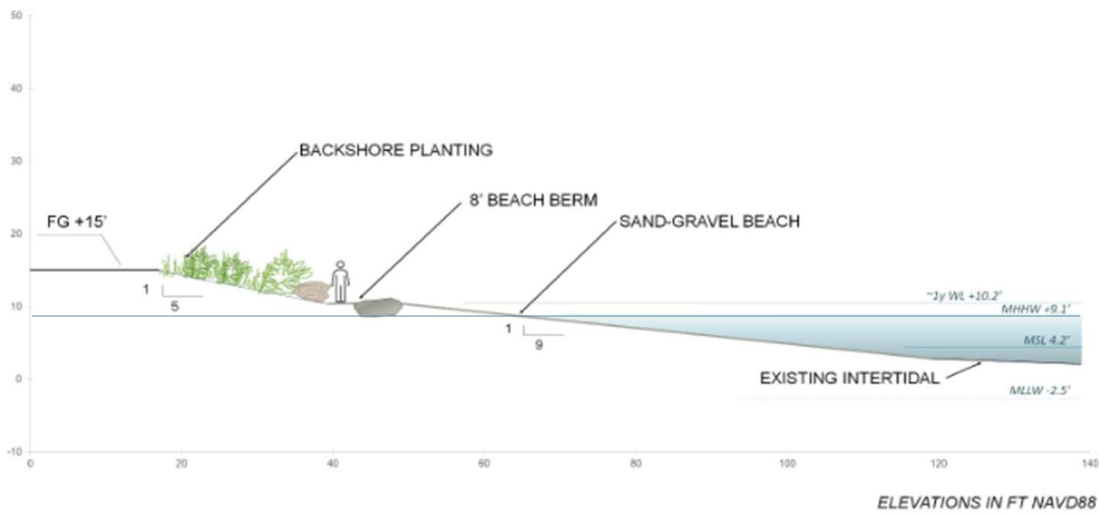 50
40
30
BACKSHORE PLANTING
8' BEACH BERM
FG +15'
SAND-GRAVEL BEACH
20
1
5
10
~1y WL +10.2'
MHHW +9.1'
1
9
MSL 4.2'
0
EXISTING INTERTIDAL
MLLW -2.5'
-10
0 20 40 60 80 100 120 140
ELEVATIONS IN FT NAVD88